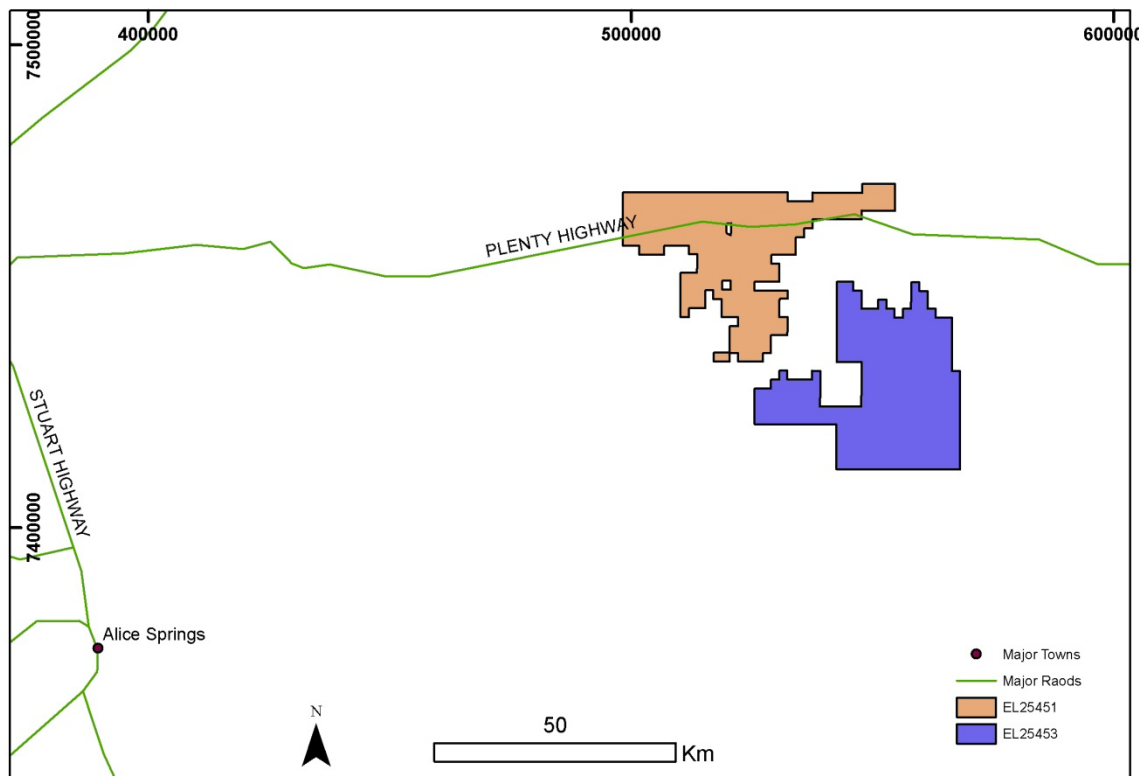 400000
500000
600000
7500000
PLENTY HIGHWAY
STUART HIGHWAY
7400000
Alice Springs
Major Towns
Major Raods
EL25451
EL25453
N
50
Km